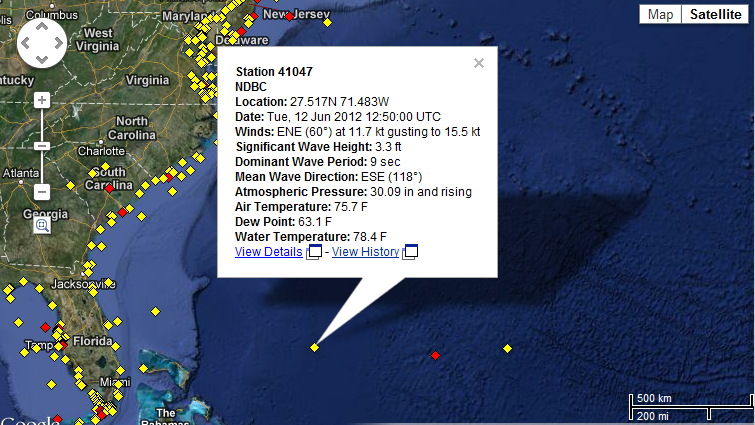 Columbus
Maryland
New Jersey
Map
Satellite
West
Virginia
Delaware
Kentucky
Virginia
Station 41047
NDBC
Location: 27.517N 71.483W
Date: Tue, 12 Jun 2012 12:50:00 UTC
Winds: ENE (60°) at 11.7 kt gusting to 15.5 kt
Significant Wave Height: 3.3 ft
Dominant Wave Period: 9 sec
Mean Wave Direction: ESE (118°)
Atmospheric Pressure: 30.09 in and rising
Air Temperature: 75.7 F
Dew Point: 63.1 F
Water Temperature: 78.4 F
View Details - View History
North
Carolina
Charlotte
Atlanta
South
Carolina
Georgia
Jacksonville
Tampa
Florida
Miami
The
Bahamas
Google
500 km
200 mi